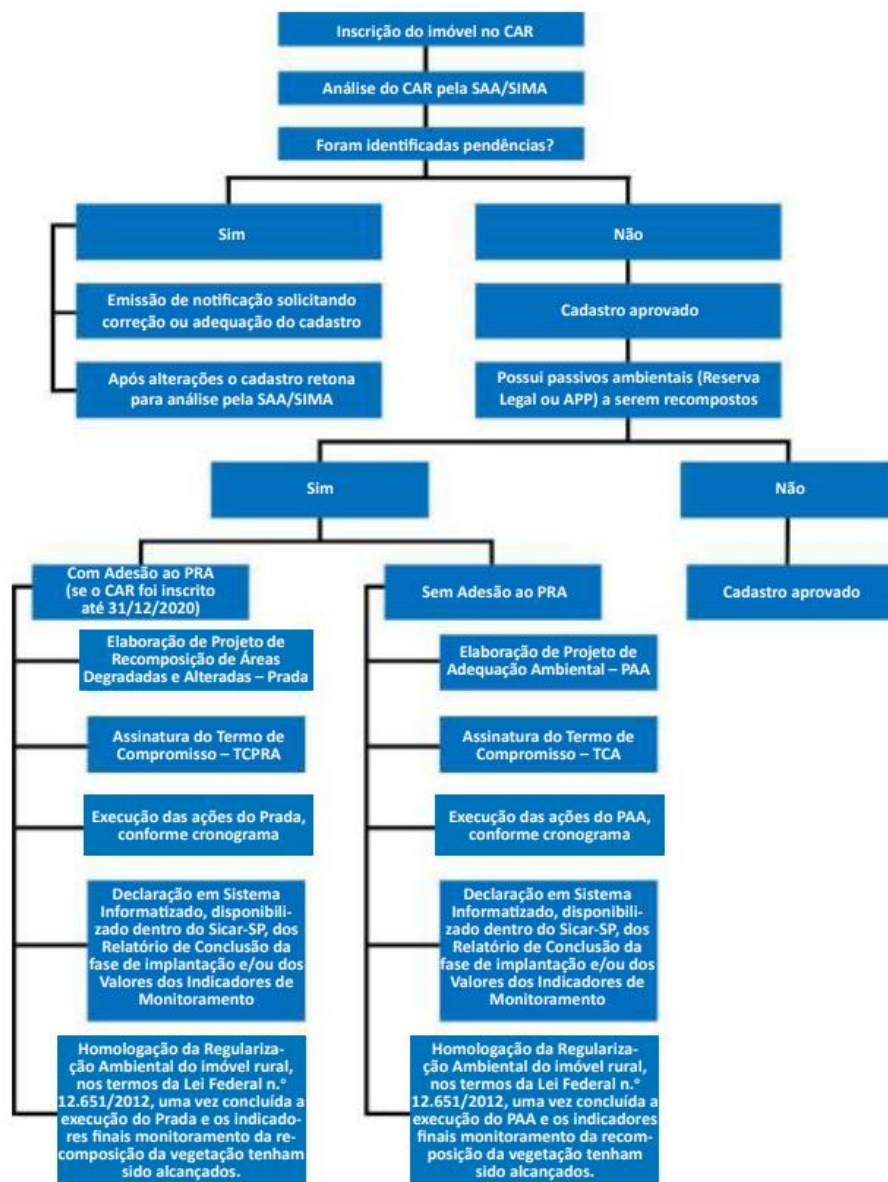 Inscrição do imóvel no CAR
Análise do CAR pela SAA/SIMA
Foram identificadas pendências?
Sim
Não
Emissão de notificação solicitando
correção ou adequação do cadastro
Cadastro aprovado
Após alterações o cadastro retona
para análise pela SAA/SIMA
Possui passivos ambientais (Reserva
Legal ou APP) a serem recompostos
Sim
Não
Com Adesão ao PRA
(se o CAR foi inscrito
até 31/12/2020)
Sem Adesão ao PRA
Cadastro aprovado
Elaboração de Projeto de
Recomposição de Áreas
Degradadas e Alteradas – Prada
Elaboração de Projeto de
Adequação Ambiental – PAA
Assinatura do Termo de
Compromisso – TCPRA
Assinatura do Termo de
Compromisso – TCA
Execução das ações do Prada,
conforme cronograma
Execução das ações do PAA,
conforme cronograma
Declaração em Sistema
Informatizado, disponibili-
zado dentro do Sicar-SP, dos
Relatório de Conclusão da
fase de implantação e/ou dos
Valores dos Indicadores de
Monitoramento
Declaração em Sistema
Informatizado, disponibili-
zado dentro do Sicar-SP, dos
Relatório de Conclusão da
fase de implantação e/ou dos
Valores dos Indicadores de
Monitoramento
Homologação da Regulariza-
ção Ambiental do imóvel rural,
nos termos da Lei Federal n.º
12.651/2012, uma vez concluída a
execução do Prada e os indicado-
res finais monitoramento da re-
composição da vegetação tenham
sido alcançados.
Homologação da Regulariza-
ção Ambiental do imóvel rural,
nos termos da Lei Federal n.º
12.651/2012, uma vez concluída a
execução do PAA e os indicadores
finais monitoramento da recom-
posição da vegetação tenham
sido alcançados.